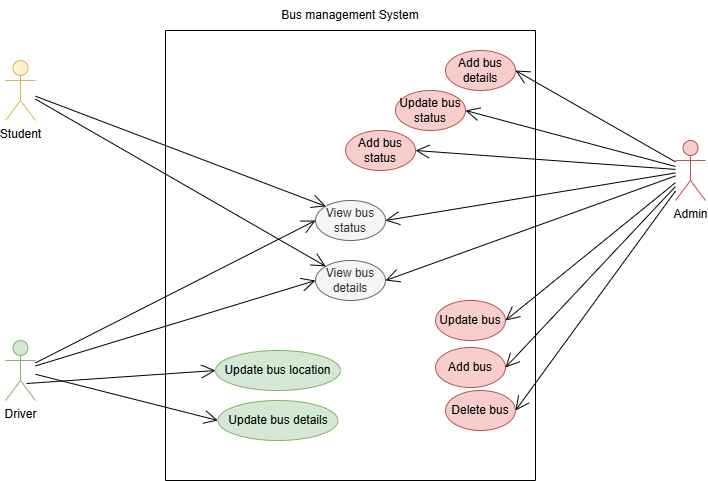 Bus management System
Add bus
details
Update bus
status
Add bus
status
Student
View bus
status
Admin
View bus
details
Update bus
Add bus
Update bus location
Driver
Delete bus
Update bus details